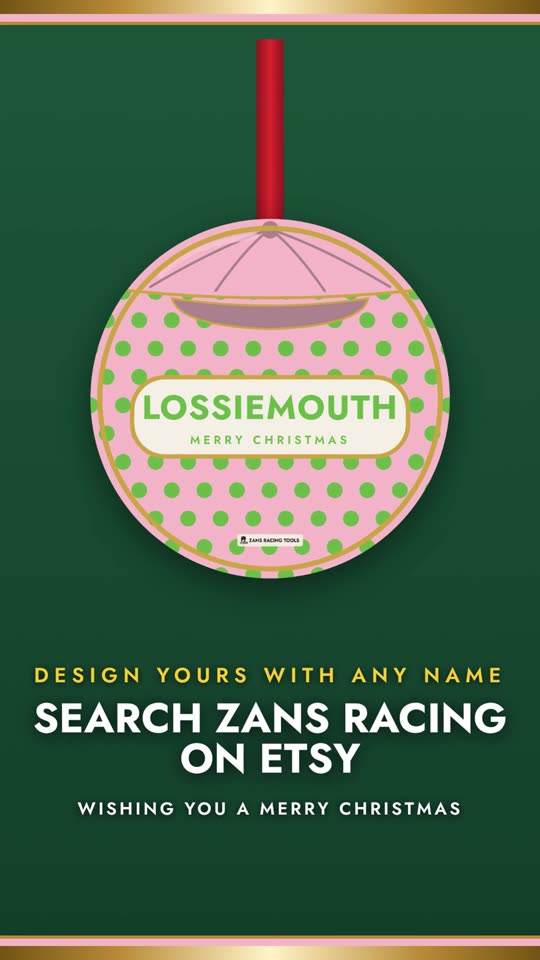 LOSSIEMOUTH
MERRY CHRISTMAS
ZANS RACING TOOLS
DESIGN YOURS WITH ANY NAME
SEARCH ZANS RACING
ON ETSY
WISHING YOU A MERRY CHRISTMAS